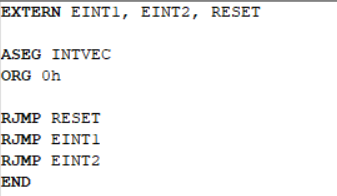 EXTERN EINT1, EINT2, RESET
ASEG INTVEC
ORG 0h
RJMP RESET
RJMP EINT1
RJMP EINT2
END